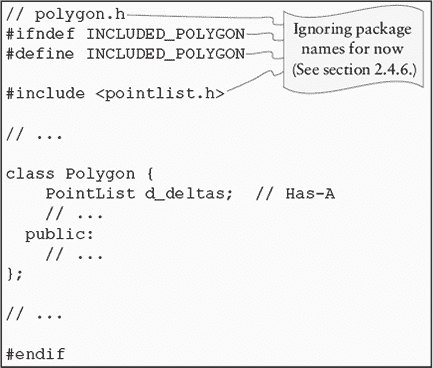 // polygon.h
#ifndef INCLUDED_POLYGON
#define INCLUDED_POLYGON
Ignoring package
names for now
(See section 2.4.6.)
#include <pointlist.h>
// ...
class Polygon {
    PointList d_deltas;  // Has-A
    // ...
  public:
    // ...
};
// ...
#endif